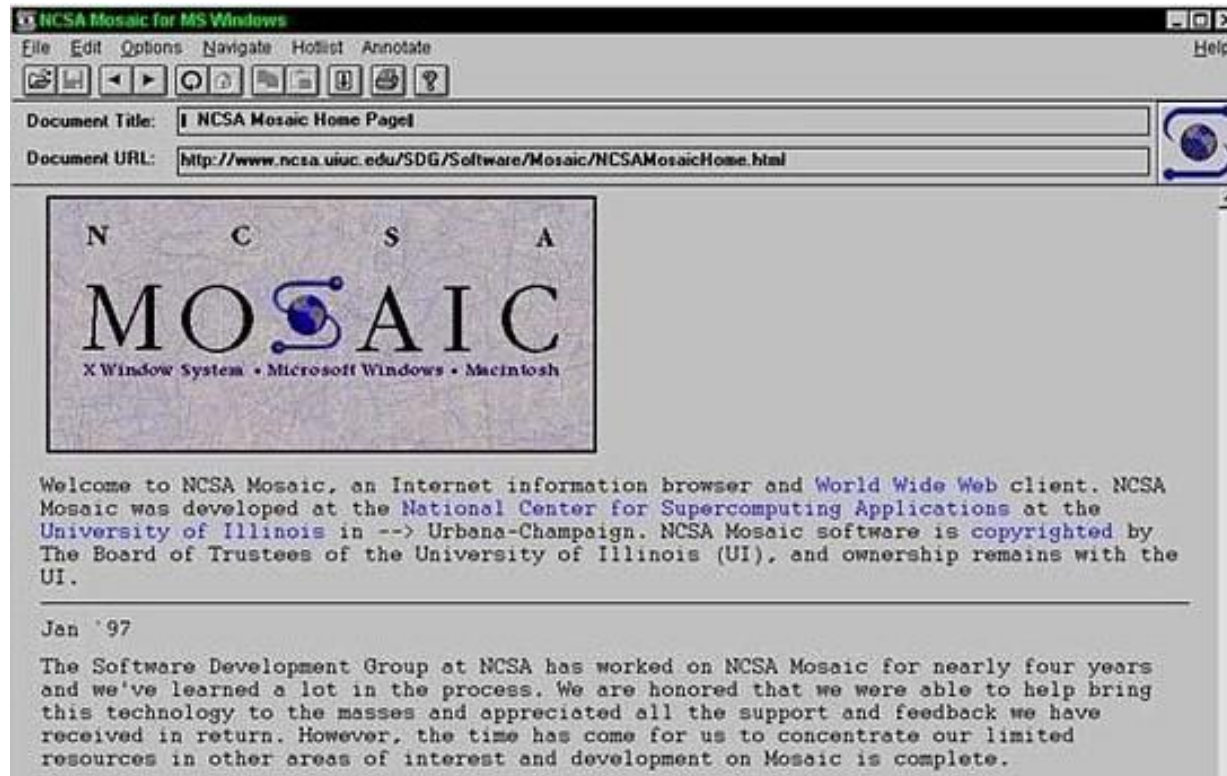 NCSA Mosaic for MS Windows
File Edit Options Navigate Hotlist Annotate Help
Document Title: NCSA Mosaic Home Page
Document URL: http://www.ncsa.uiuc.edu/SDG/Software/Mosaic/NCSAMosaicHome.html
N C S A
MOSAIC
X Window System • Microsoft Windows • Macintosh
Welcome to NCSA Mosaic, an Internet information browser and World Wide Web client. NCSA
Mosaic was developed at the National Center for Supercomputing Applications at the
University of Illinois in --> Urbana-Champaign. NCSA Mosaic software is copyrighted by
The Board of Trustees of the University of Illinois (UI), and ownership remains with the
UI.
Jan `97
The Software Development Group at NCSA has worked on NCSA Mosaic for nearly four years
and we've learned a lot in the process. We are honored that we were able to help bring
this technology to the masses and appreciated all the support and feedback we have
received in return. However, the time has come for us to concentrate our limited
resources in other areas of interest and development on Mosaic is complete.